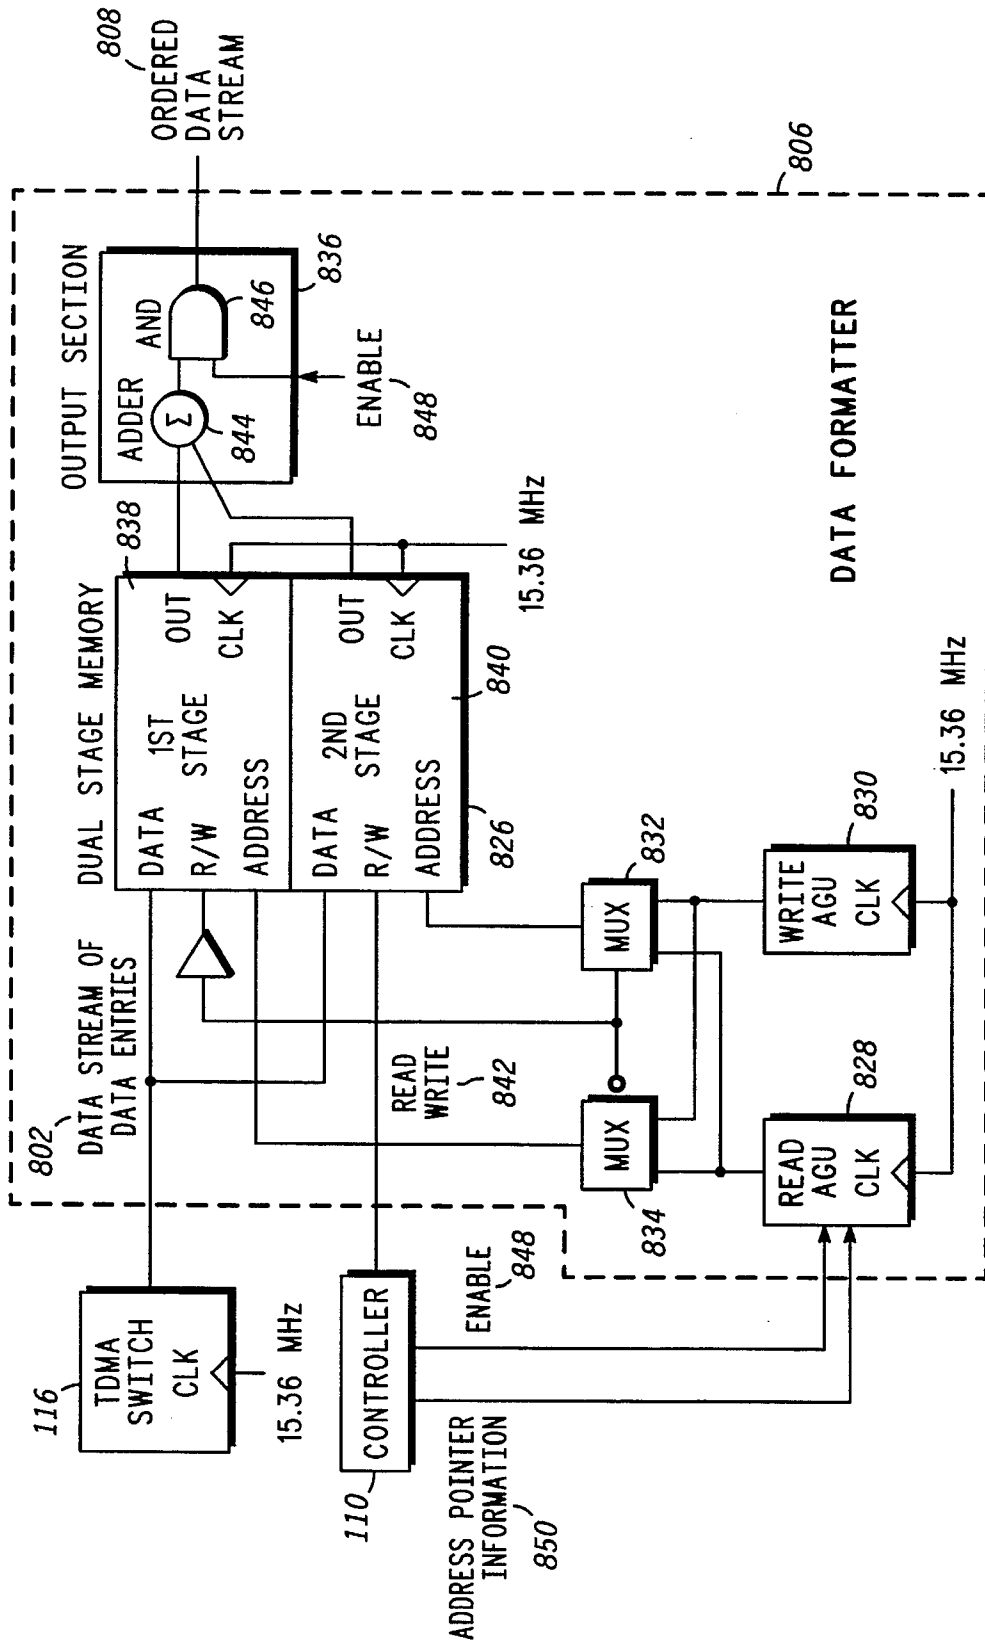 808
ORDERED
DATA
STREAM
806
OUTPUT SECTION
ADDER
AND
Σ
844
846
836
ENABLE
848
DUAL STAGE MEMORY
838
DATA
1ST
STAGE
OUT
R/W
CLK
ADDRESS
DATA
2ND
STAGE
OUT
R/W
CLK
ADDRESS
826
840
15.36 MHz
802
DATA STREAM OF
DATA ENTRIES
READ
WRITE
842
116
TDMA
SWITCH
CLK
15.36 MHz
110
CONTROLLER
ENABLE
848
ADDRESS POINTER
INFORMATION
850
MUX
834
MUX
832
READ
AGU
CLK
828
WRITE
AGU
CLK
830
15.36 MHz
DATA FORMATTER